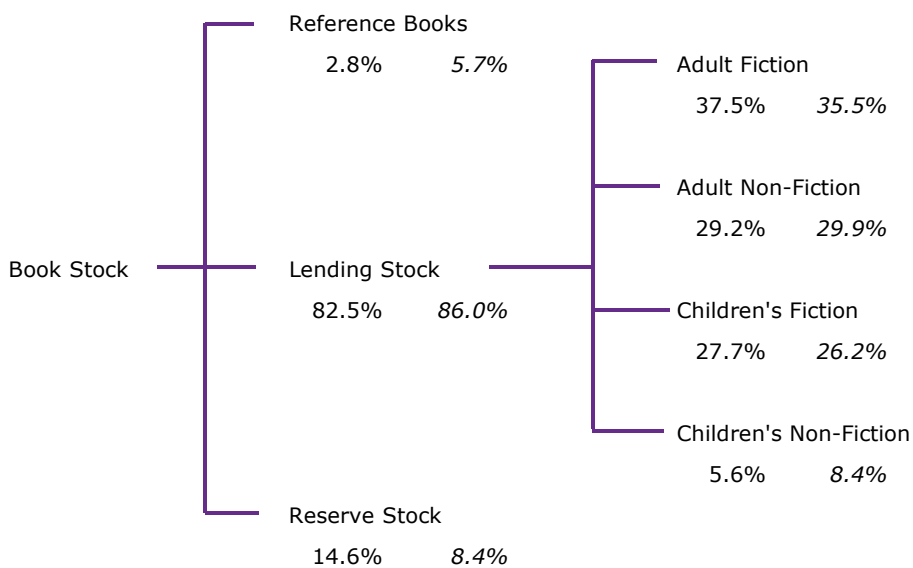 Reference Books
2.8% 5.7%
Adult Fiction
37.5% 35.5%
Adult Non-Fiction
29.2% 29.9%
Book Stock
Lending Stock
82.5% 86.0%
Children's Fiction
27.7% 26.2%
Children's Non-Fiction
5.6% 8.4%
Reserve Stock
14.6% 8.4%